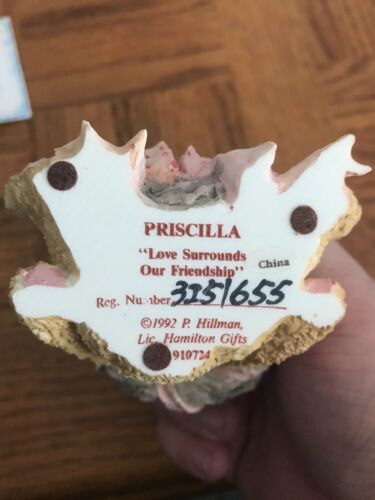 PRISCILLA
"Love Surrounds
Our Friendship"
China
Reg. Number 325/655
©1992 P. Hillman,
Lic. Hamilton Gifts
910724